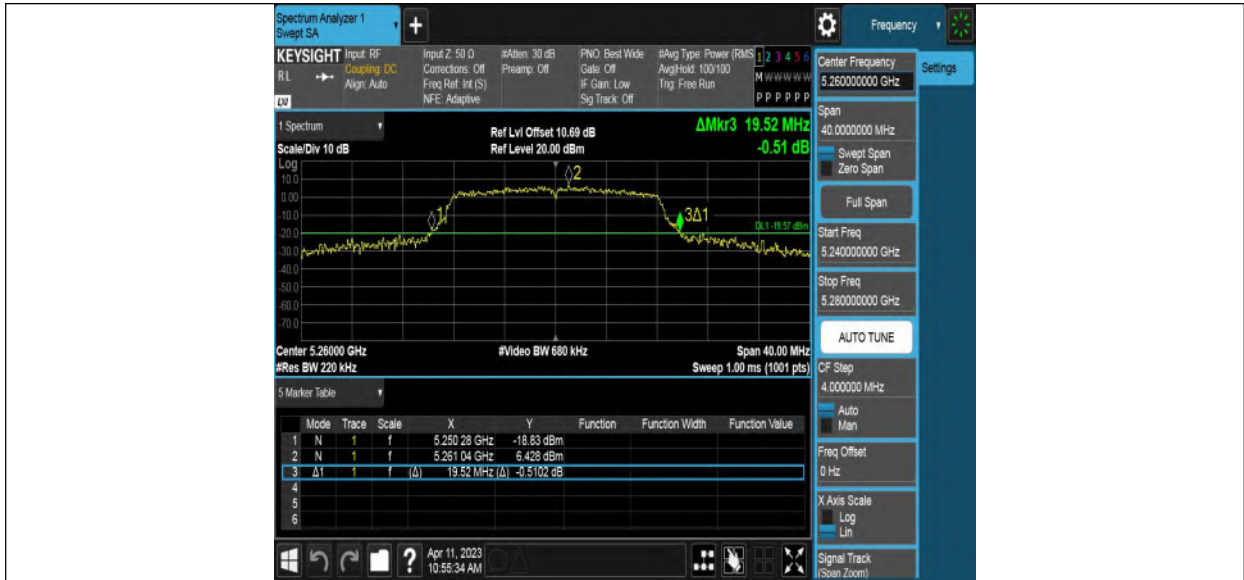 Spectrum Analyzer 1
Swept SA
+
Frequency
KEYSIGHT
R L
LXI
Input: RF
Coupling: DC
Align: Auto
Input Z: 50 Ω
Corrections: Off
Freq Ref: Int (S)
NFE: Adaptive
#Atten: 30 dB
Preamp: Off
PNO: Best Wide
Gate: Off
IF Gain: Low
Sig Track: Off
#Avg Type: Power (RMS
Avg|Hold: 100/100
Trig: Free Run
1 2 3 4 5 6
M W W W W W
P P P P P P
1 Spectrum
Scale/Div 10 dB
Ref Lvl Offset 10.69 dB
Ref Level 20.00 dBm
ΔMkr3 19.52 MHz
-0.51 dB
Log
10.0
0.00
-10.0
-20.0
-30.0
-40.0
-50.0
-60.0
-70.0
1
2
3Δ1
DL1 -19.57 dBm
Center 5.26000 GHz
#Res BW 220 kHz
#Video BW 680 kHz
Span 40.00 MHz
Sweep 1.00 ms (1001 pts)
5 Marker Table
Mode Trace Scale X Y Function Function Width Function Value
1 N 1 f 5.250 28 GHz -18.83 dBm
2 N 1 f 5.261 04 GHz 6.428 dBm
3 Δ1 1 f (Δ) 19.52 MHz (Δ) -0.5102 dB
4
5
6
?
Apr 11, 2023
10:55:34 AM
Center Frequency
5.260000000 GHz
Settings
Span
40.0000000 MHz
Swept Span
Zero Span
Full Span
Start Freq
5.240000000 GHz
Stop Freq
5.280000000 GHz
AUTO TUNE
CF Step
4.000000 MHz
Auto
Man
Freq Offset
0 Hz
X Axis Scale
Log
Lin
Signal Track
(Span Zoom)